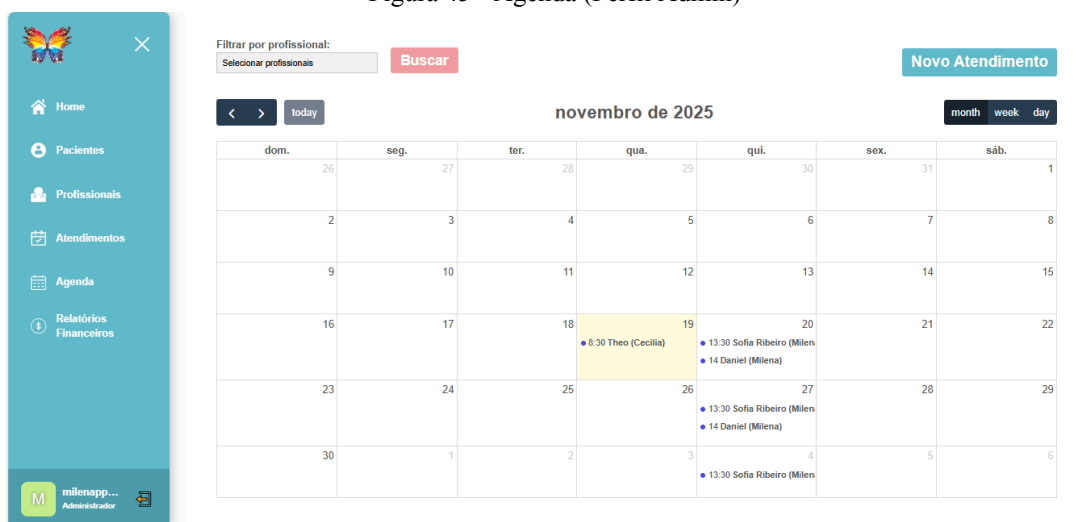 Filtrar por profissional:
Selecionar profissionais
Buscar
Novo Atendimento
Home
Pacientes
Profissionais
Atendimentos
Agenda
Relatórios
Financeiros
M
milenapp...
Administrador
today
novembro de 2025
month week day
dom. seg. ter. qua. qui. sex. sáb.
26 27 28 29 30 31 1
2 3 4 5 6 7 8
9 10 11 12 13 14 15
16 17 18 19 20 21 22
8:30 Theo (Cecilia)
13:30 Sofia Ribeiro (Milen
14 Daniel (Milena)
23 24 25 26 27 28 29
13:30 Sofia Ribeiro (Milen
14 Daniel (Milena)
30 1 2 3 4 5 6
13:30 Sofia Ribeiro (Milen